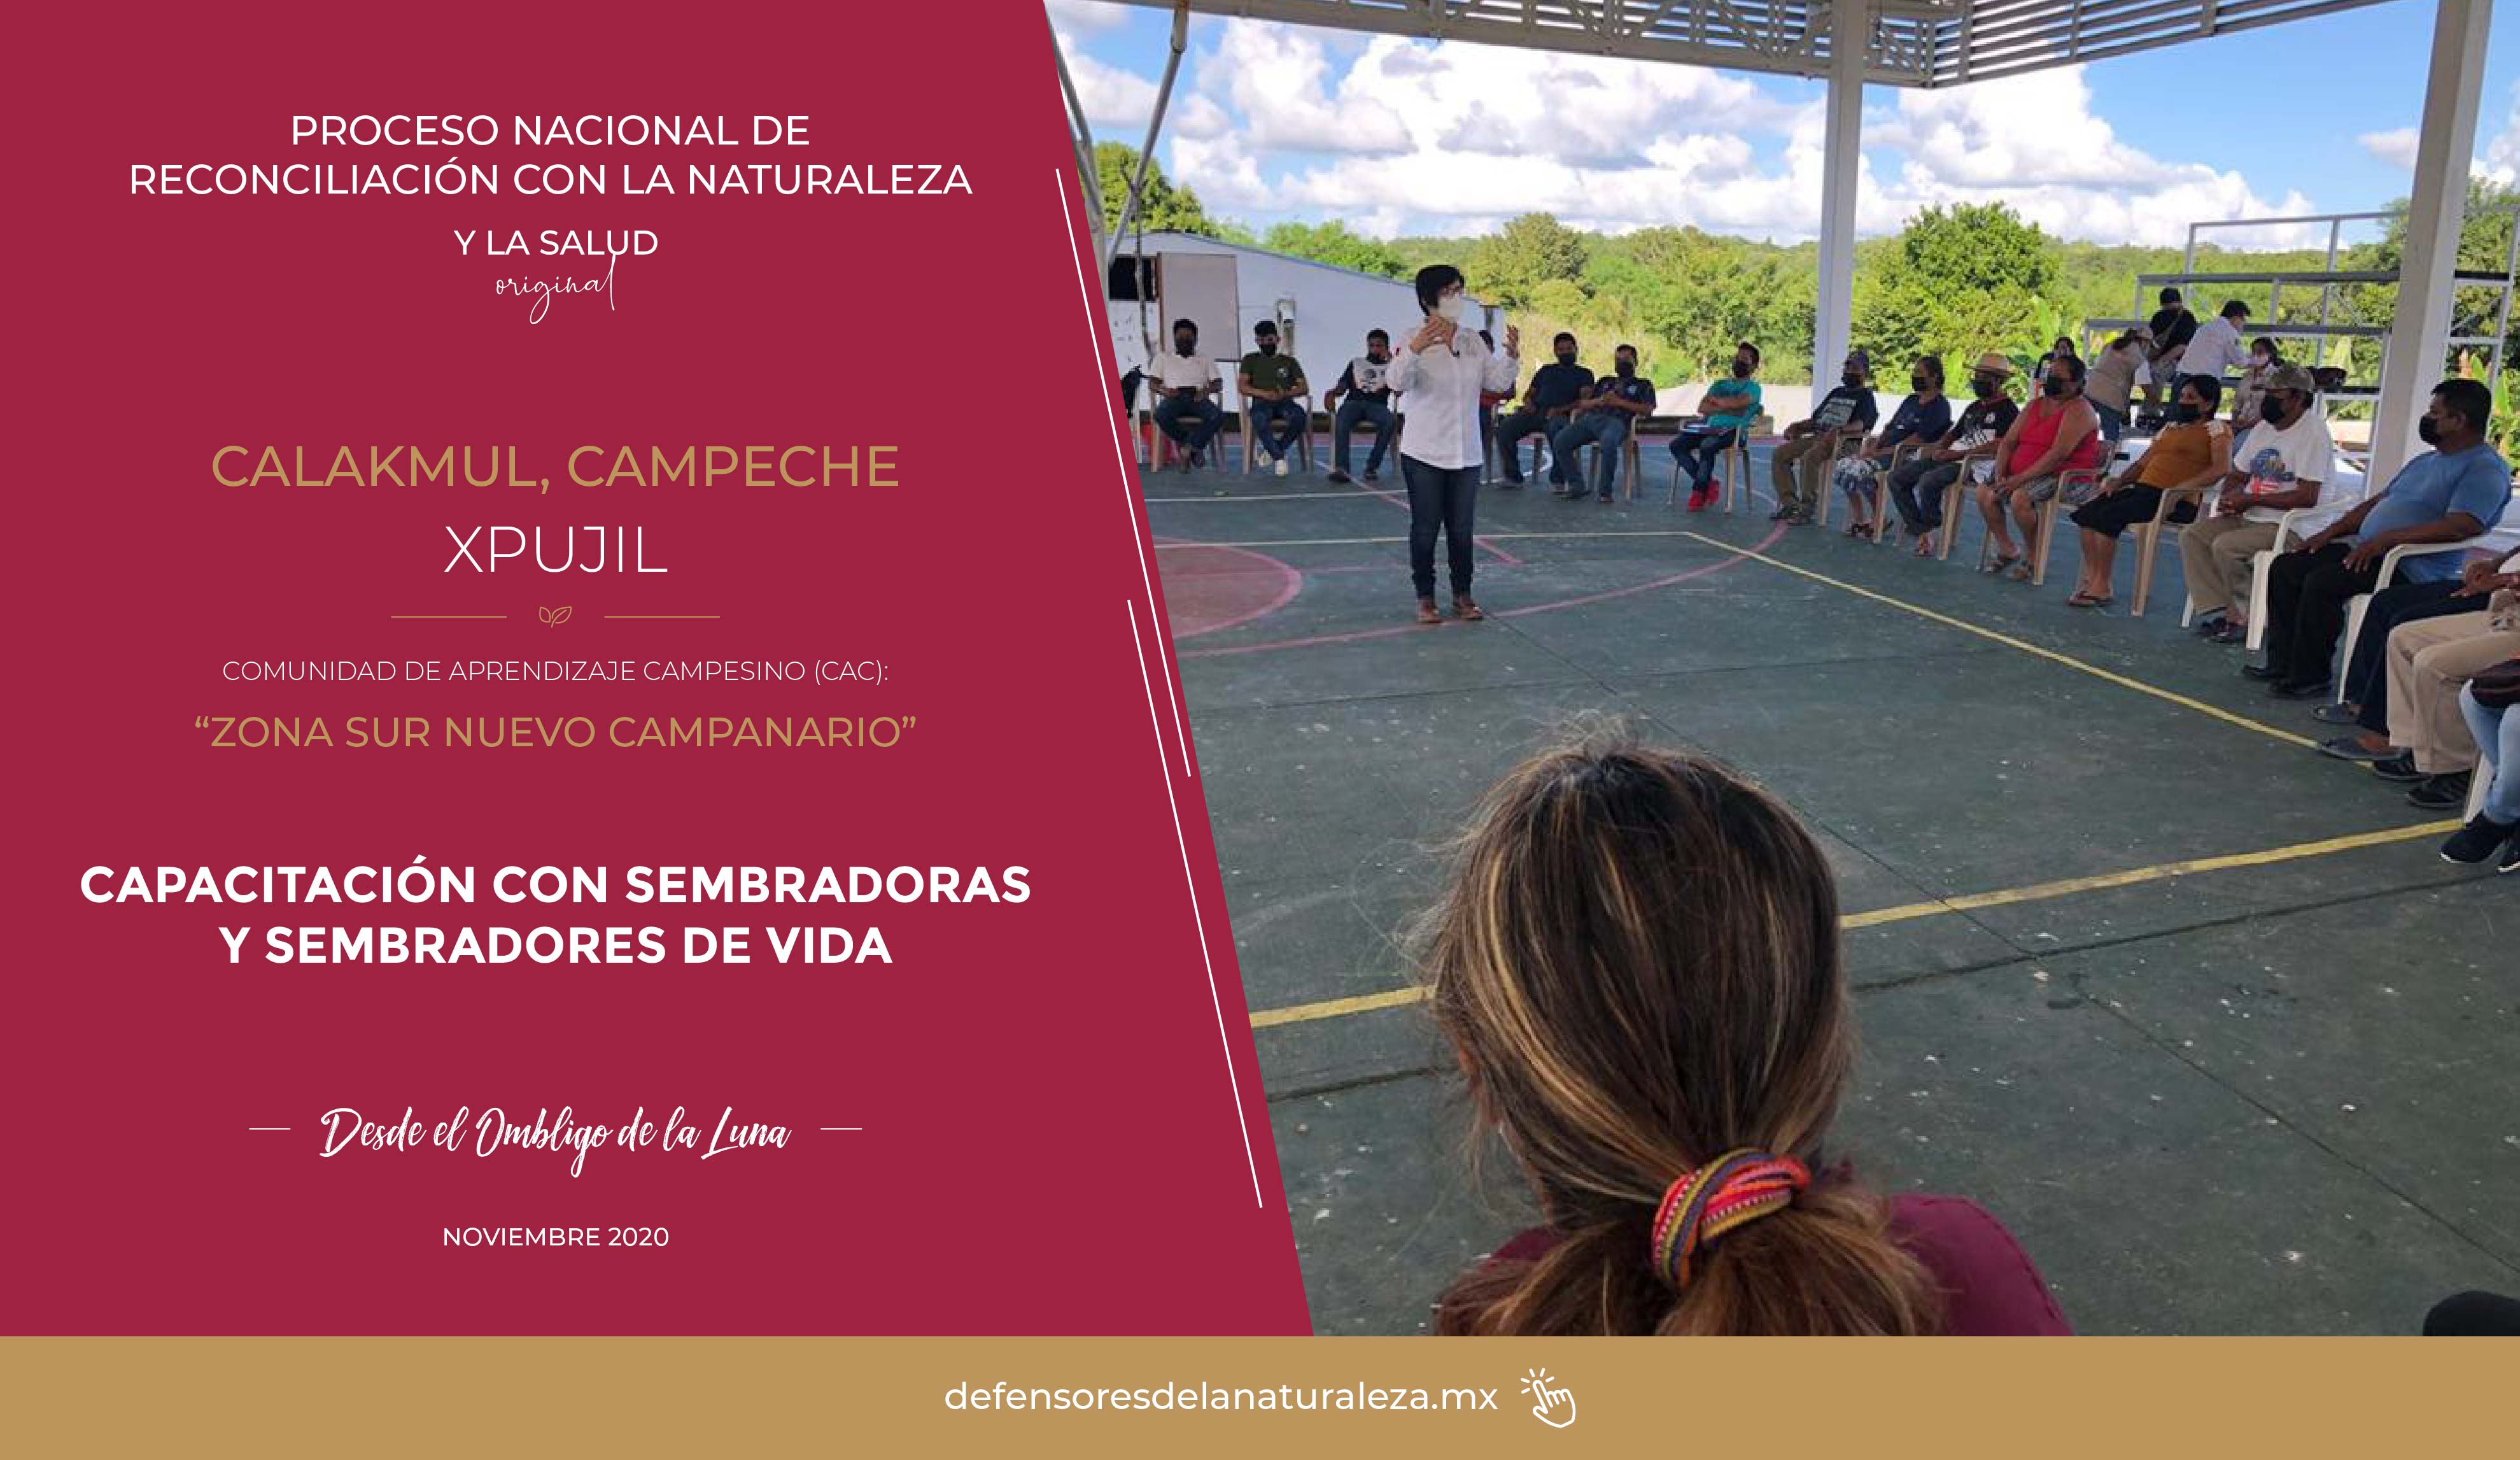 PROCESO NACIONAL DE
RECONCILIACIÓN CON LA NATURALEZA
Y LA SALUD
original
CALAKMUL, CAMPECHE
XPUJIL
COMUNIDAD DE APRENDIZAJE CAMPESINO (CAC):
“ZONA SUR NUEVO CAMPANARIO”
CAPACITACIÓN CON SEMBRADORAS
Y SEMBRADORES DE VIDA
Desde el Ombligo de la Luna
NOVIEMBRE 2020
defensoresdelanaturaleza.mx